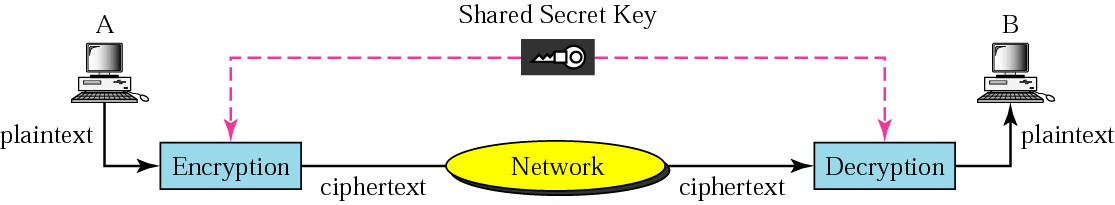 Shared Secret Key
A
B
plaintext
plaintext
Encryption
Network
Decryption
ciphertext
ciphertext